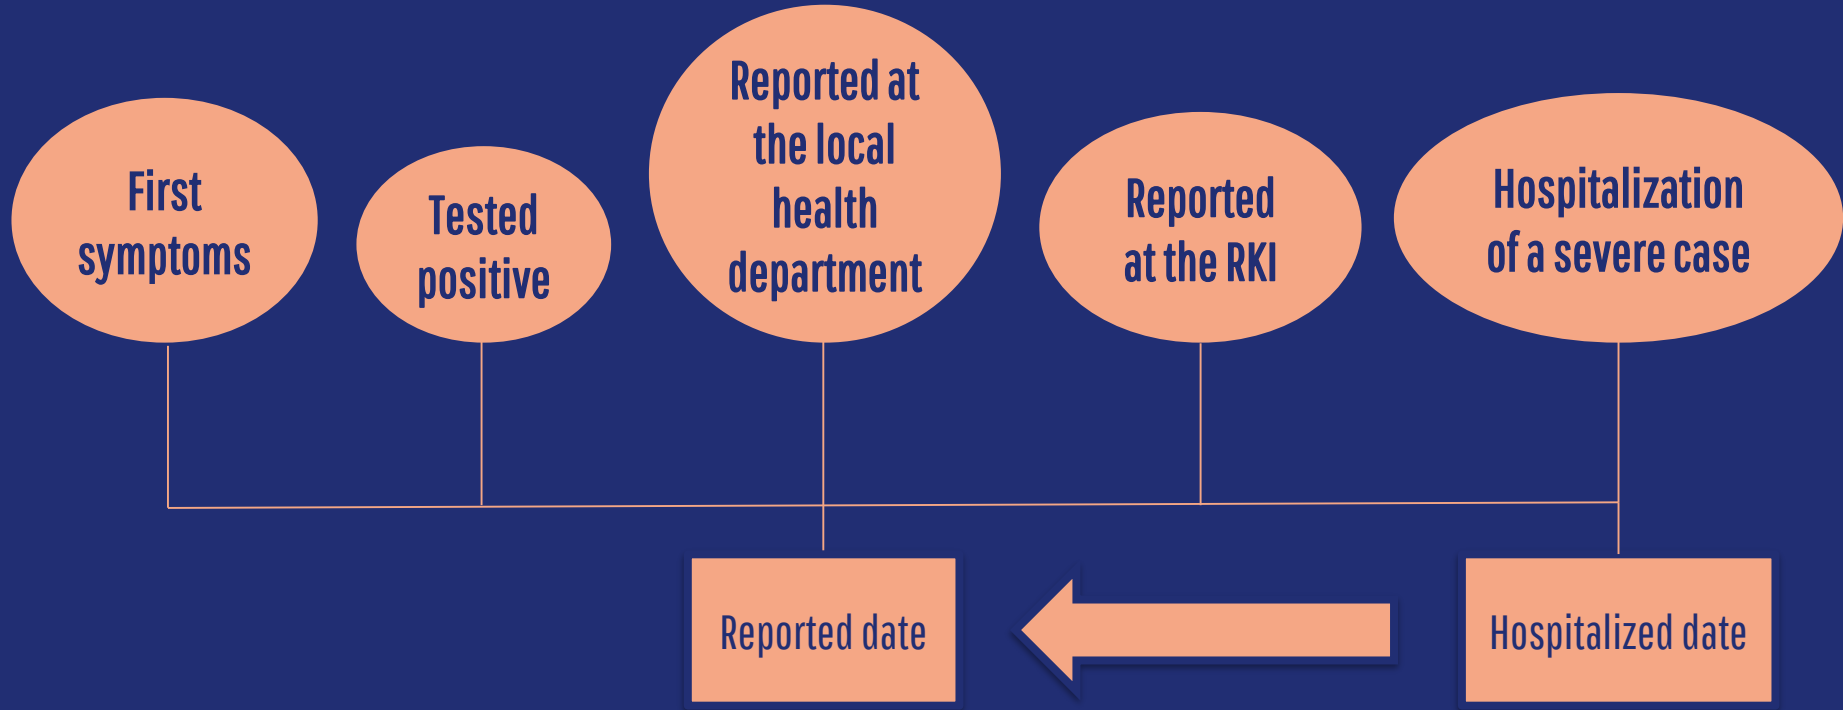 First
symptoms
Tested
positive
Reported at
the local
health
department
Reported
at the RKI
Hospitalization
of a severe case
Reported date
Hospitalized date